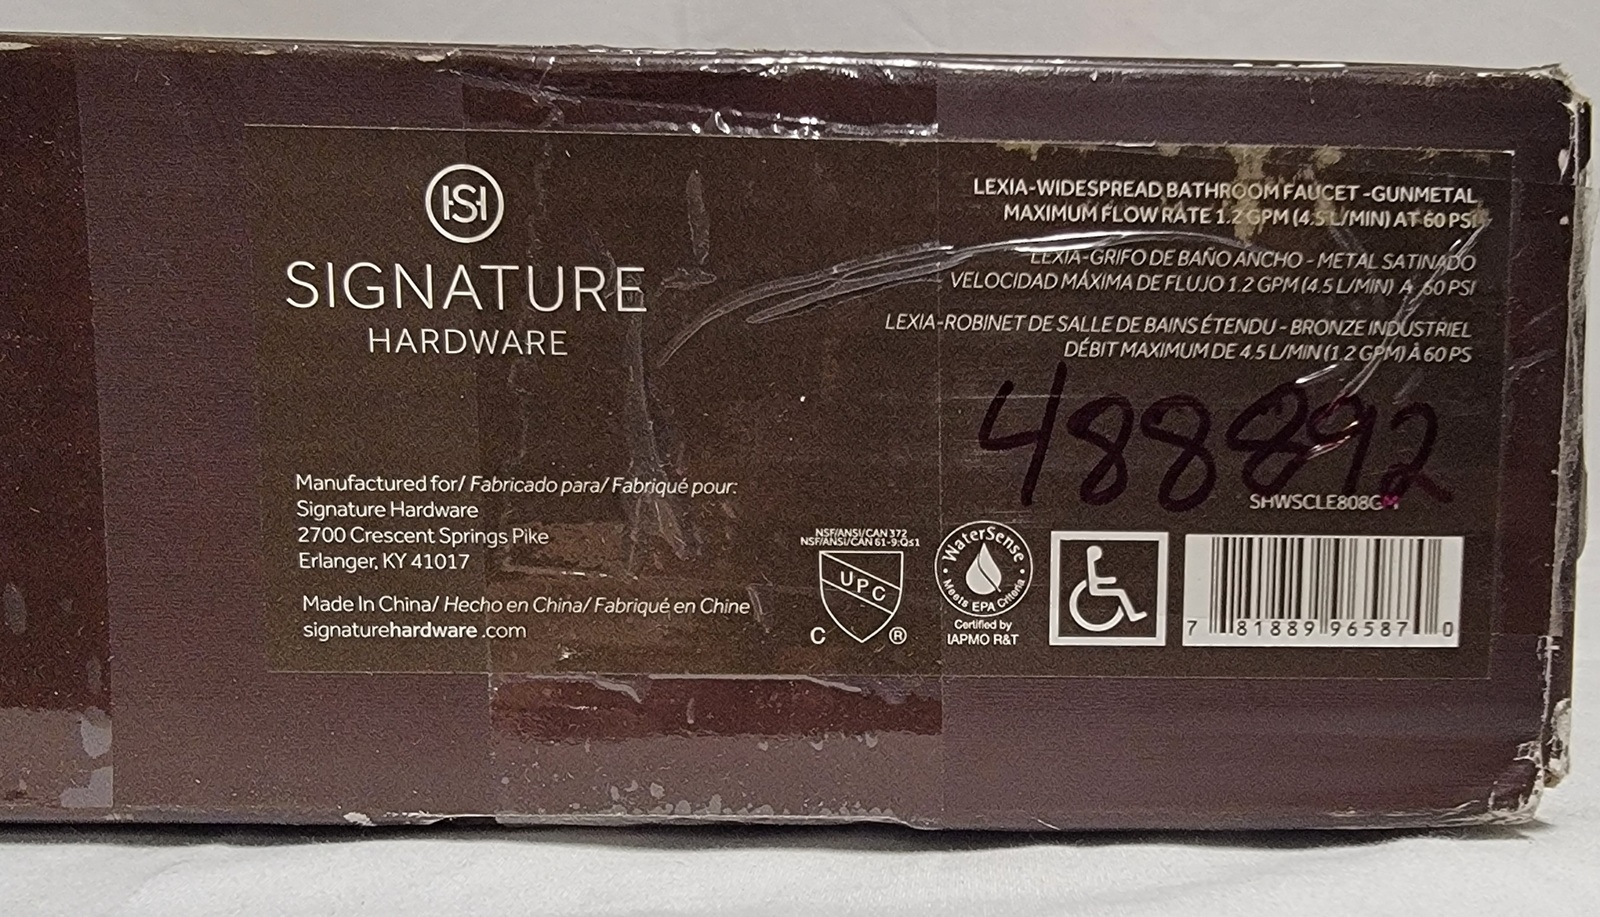 SIGNATURE
HARDWARE
LEXIA-WIDESPREAD BATHROOM FAUCET -GUNMETAL
MAXIMUM FLOW RATE 1.2 GPM (4.5 L/MIN) AT 60 PSI
LEXIA-GRIFO DE BAÑO ANCHO - METAL SATINADO
VELOCIDAD MÁXIMA DE FLUJO 1.2 GPM (4.5 L/MIN) A 60 PSI
LEXIA-ROBINET DE SALLE DE BAINS ÉTENDU - BRONZE INDUSTRIEL
DÉBIT MAXIMUM DE 4.5 L/MIN (1.2 GPM) À 60 PS
488892
SHWSCLE808GM
Manufactured for/ Fabricado para/ Fabriqué pour:
Signature Hardware
2700 Crescent Springs Pike
Erlanger, KY 41017
Made In China/ Hecho en China/ Fabriqué en Chine
signaturehardware .com
NSF/ANSI/CAN 372
NSF/ANSI/CAN 61-9:Q≤1
UPC
C ®
WaterSense
Meets EPA Criteria
Certified by
IAPMO R&T
7 81889 96587 0